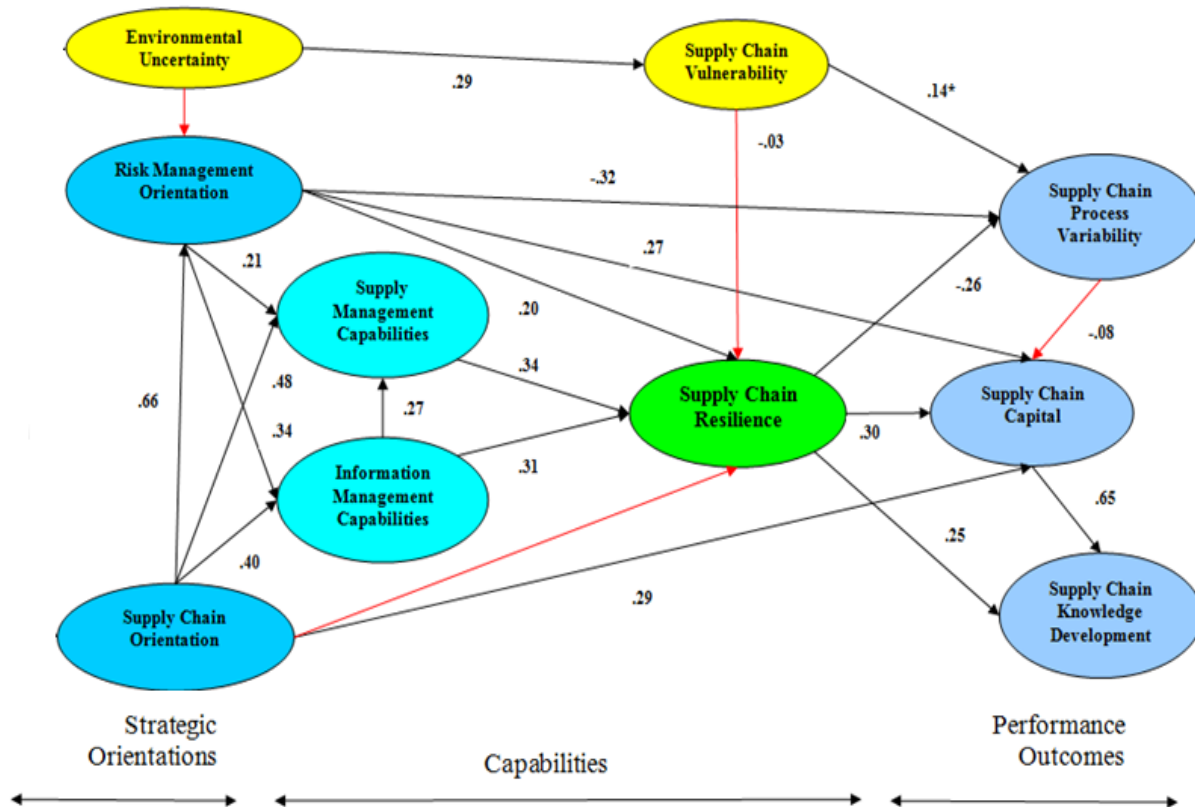 Environmental
Uncertainty
Supply Chain
Vulnerability
.29
.14*
-.03
Risk Management
Orientation
-.32
Supply Chain
Process
Variability
.27
.21
Supply
Management
Capabilities
.20
-.26
-.08
.34
.48
.66
.27
Supply Chain
Resilience
.30
Supply Chain
Capital
.34
.31
Information
Management
Capabilities
.65
.40
.25
.29
Supply Chain
Orientation
Supply Chain
Knowledge
Development
Strategic
Orientations
Capabilities
Performance
Outcomes